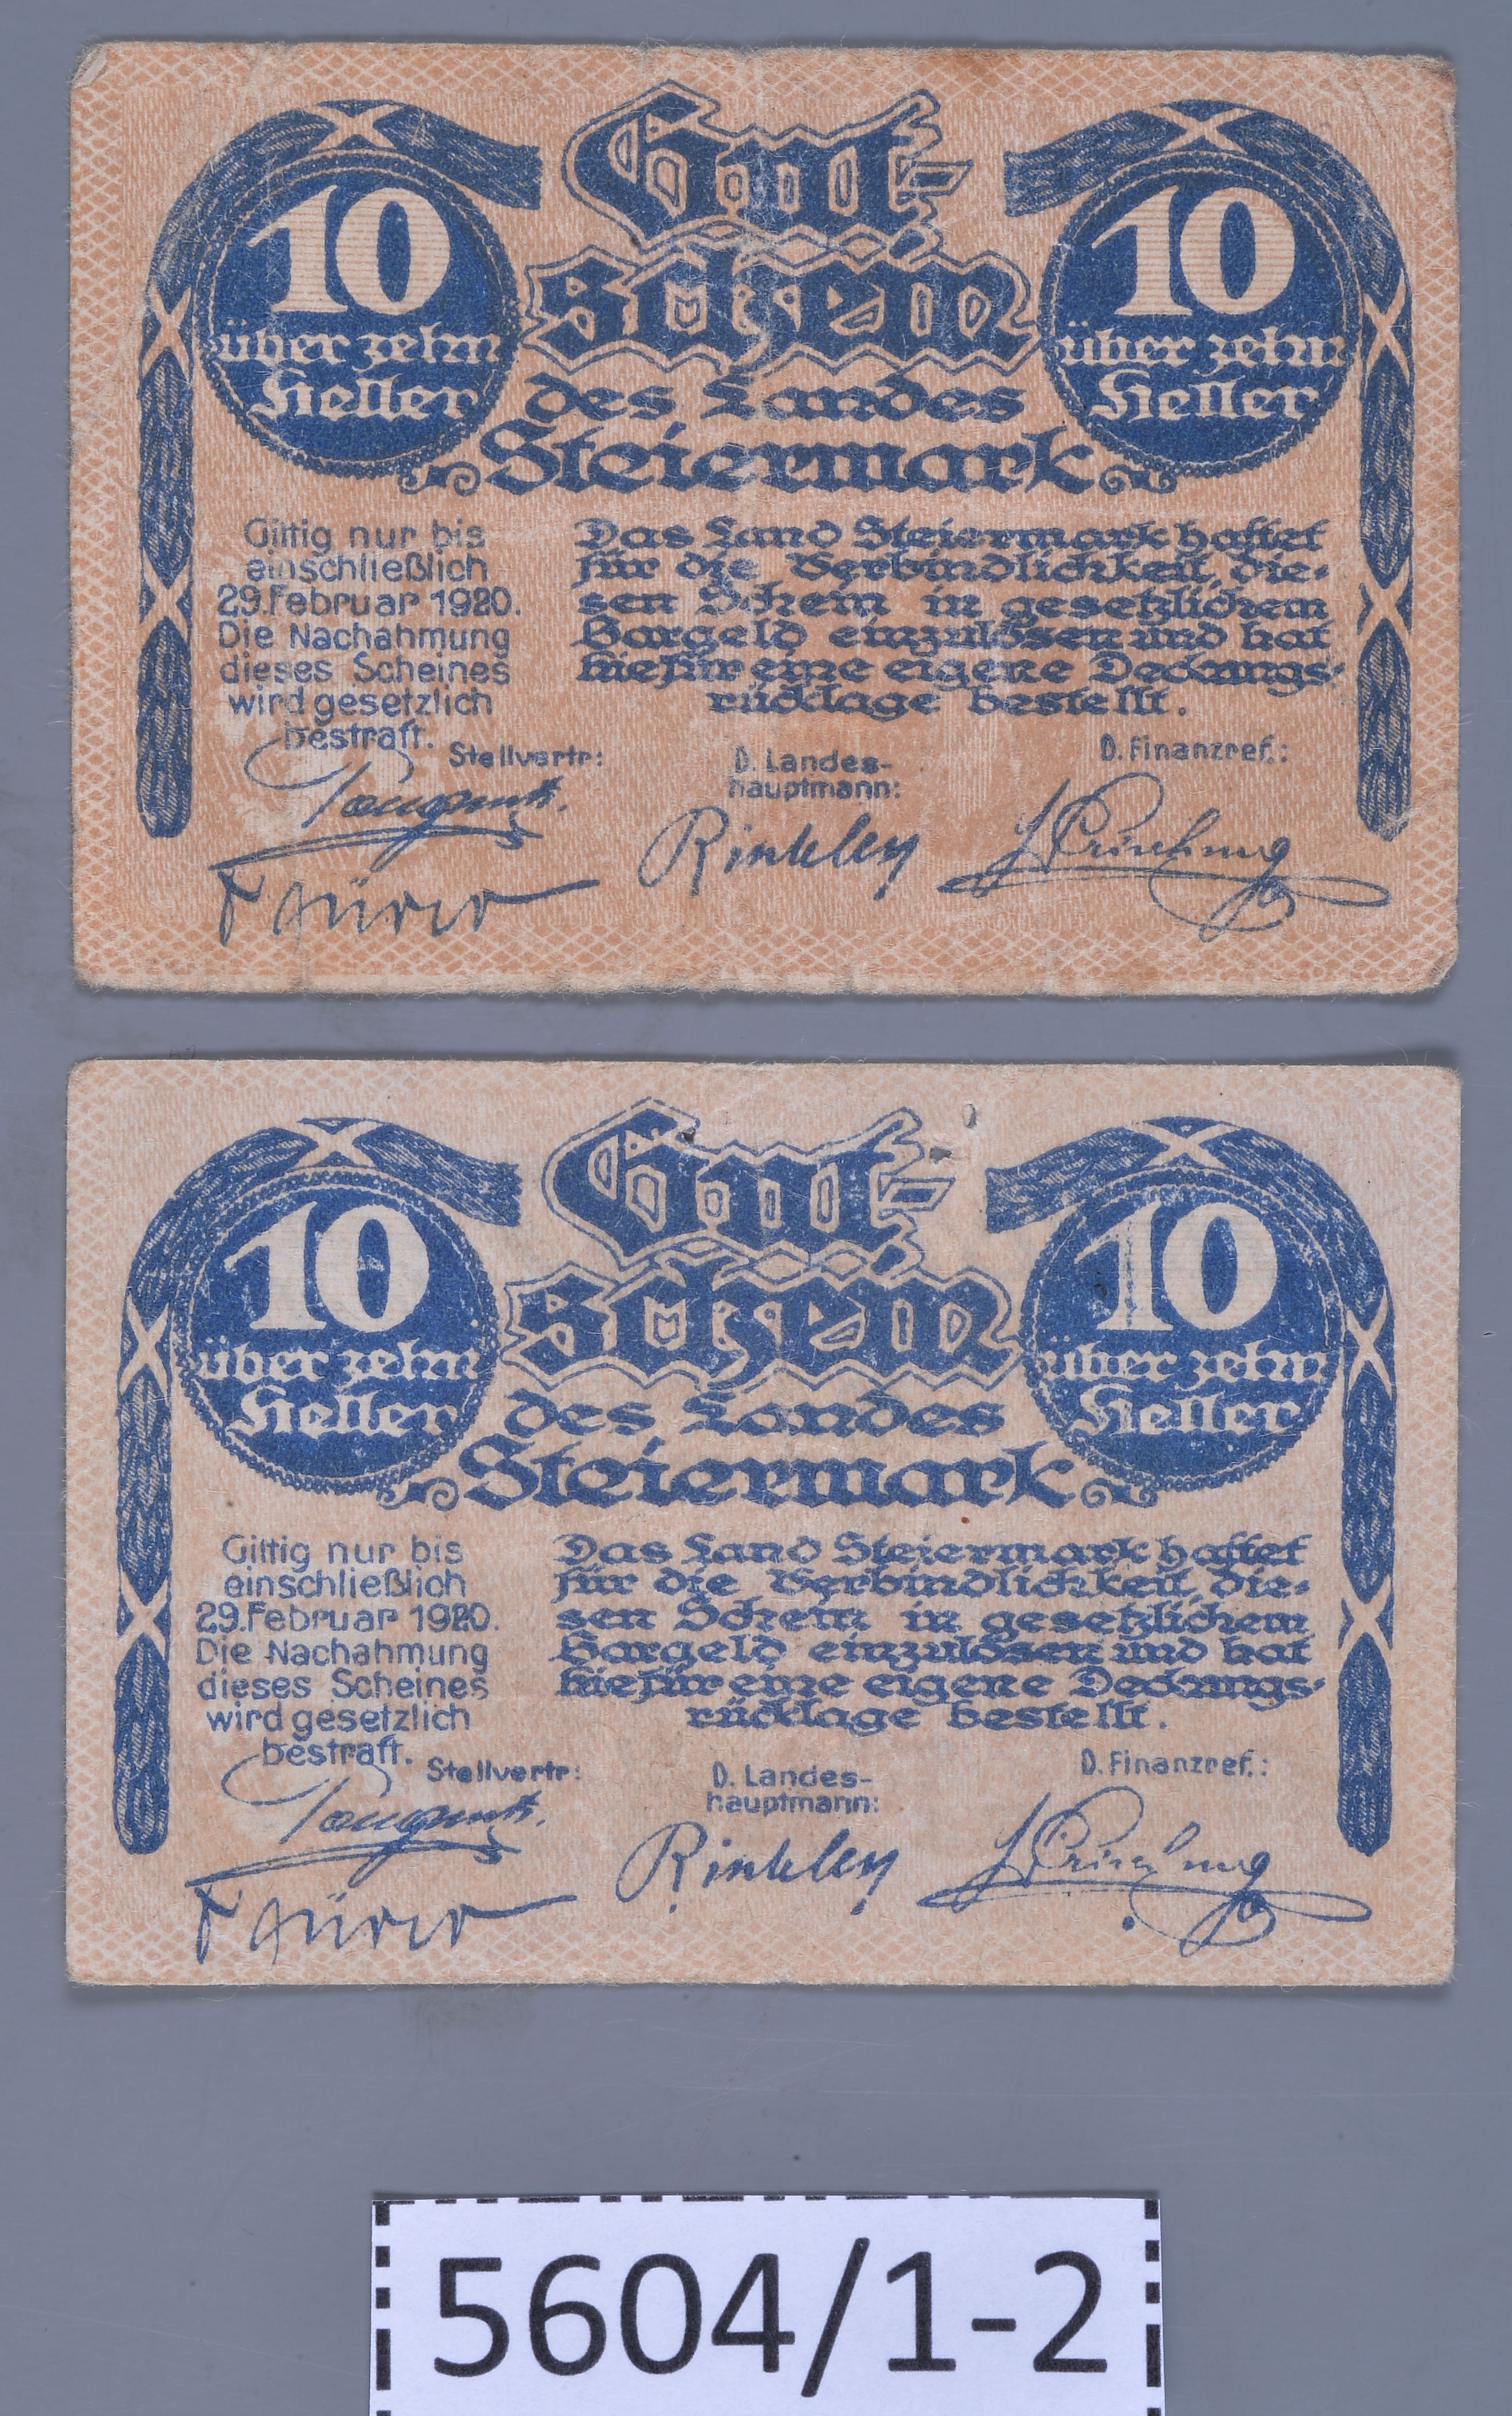 Gut-
schein
des Landes
Steiermark
10
über zehn
Heller
10
über zehn
Heller
Giltig nur bis
einschließlich
29. Februar 1920.
Die Nachahmung
dieses Scheines
wird gesetzlich
bestraft.
Das Land Steiermark haftet
für die Verbindlichkeit, die-
sen Schein in gesetzlichem
Bargeld einzulösen und hat
hiefür eine eigene Deckungs-
rücklage bestellt.
Stellvertr:
D. Landes-
hauptmann:
D. Finanzref.:
Rintelen
Gut-
schein
des Landes
Steiermark
10
über zehn
Heller
10
über zehn
Heller
Giltig nur bis
einschließlich
29. Februar 1920.
Die Nachahmung
dieses Scheines
wird gesetzlich
bestraft.
Das Land Steiermark haftet
für die Verbindlichkeit, die-
sen Schein in gesetzlichem
Bargeld einzulösen und hat
hiefür eine eigene Deckungs-
rücklage bestellt.
Stellvertr:
D. Landes-
hauptmann:
D. Finanzref.:
Rintelen
5604/1-2